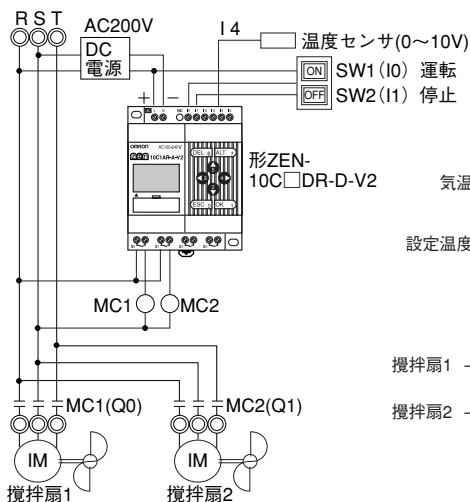 R S T
AC200V
DC
電源
I 4
温度センサ(0～10V)
ON
SW1(I0) 運転
OFF
SW2(I1) 停止
+ −
OMRON
AC100-240V
ZEN 10C1AR-A-V2
DEL
ALT
ESC
OK
形ZEN-
10C□DR-D-V2
気温
設定温度
MC1
MC2
MC1(Q0)
MC2(Q1)
攪拌扇1
攪拌扇2
IM
IM
攪拌扇1
攪拌扇2